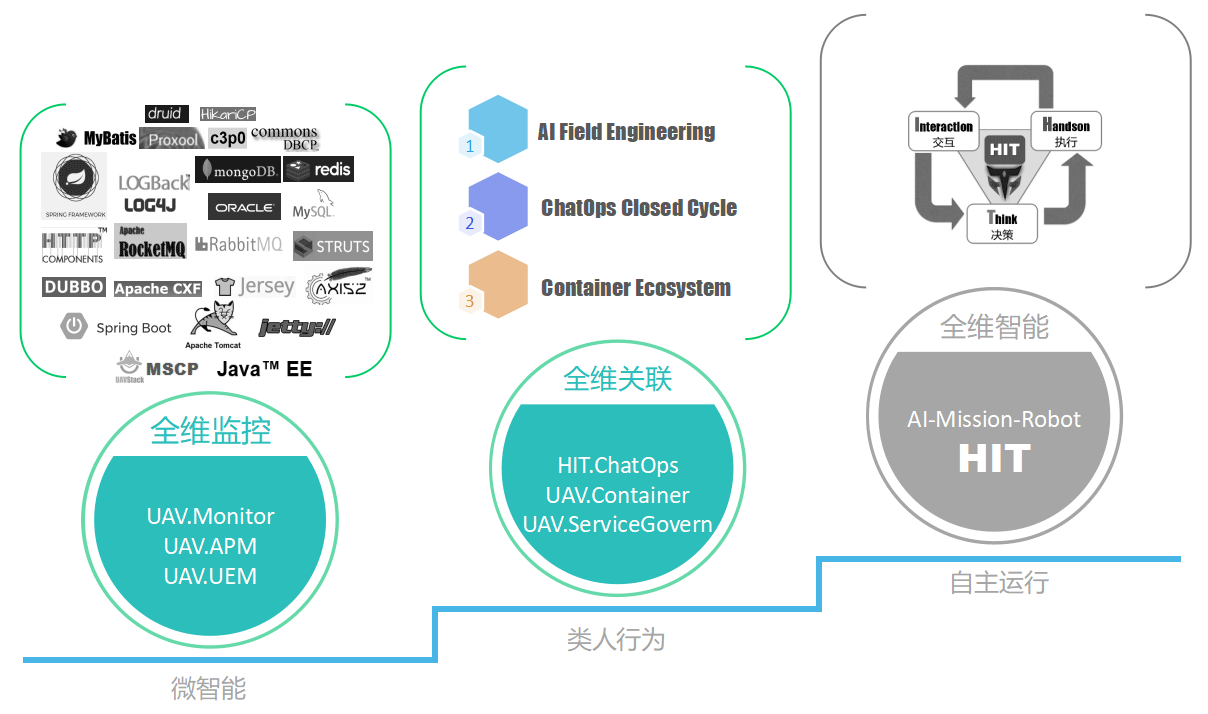 druid
HikariCP
MyBatis
Proxool
c3p0
commons
DBCP
SPRING FRAMEWORK
LOGBack
LOG4J
mongoDB.
redis
ORACLE
MySQL
HTTP™
COMPONENTS
Apache
RocketMQ
RabbitMQ
STRUTS
DUBBO
Apache CXF
Jersey
AXIS2™
Spring Boot
Apache Tomcat
jetty://
UAVStack
MSCP
Java™ EE
全维监控
UAV.Monitor
UAV.APM
UAV.UEM
微智能
1
AI Field Engineering
2
ChatOps Closed Cycle
3
Container Ecosystem
全维关联
HIT.ChatOps
UAV.Container
UAV.ServiceGovern
类人行为
Interaction
交互
Handson
执行
HIT
Think
决策
全维智能
AI-Mission-Robot
HIT
自主运行